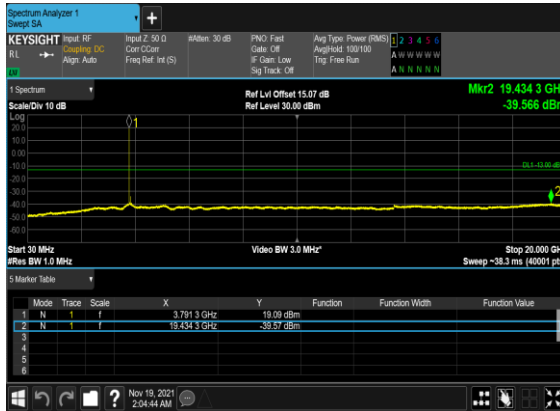 Spectrum Analyzer 1
Swept SA
+
KEYSIGHT Input: RF Input Z: 50 Ω #Atten: 30 dB PNO: Fast Avg Type: Power (RMS) 1 2 3 4 5 6
RL Coupling: DC Corr CCorr Gate: Off Avg|Hold: 100/100 A W W W W W
Align: Auto Freq Ref: Int (S) IF Gain: Low Trig: Free Run
LXI Sig Track: Off A N N N N N
1 Spectrum Ref Lvl Offset 15.07 dB Mkr2 19.434 3 GHz
Scale/Div 10 dB Ref Level 30.00 dBm -39.566 dBm
Log
20.0
1
10.0
0.00
-10.0
DL1 -13.00 dBm
-20.0
-30.0
2
-40.0
-50.0
-60.0
Start 30 MHz Video BW 3.0 MHz* Stop 20.000 GHz
#Res BW 1.0 MHz Sweep ~38.3 ms (40001 pts)
5 Marker Table
Mode Trace Scale X Y Function Function Width Function Value
1 N 1 f 3.791 3 GHz 19.09 dBm
2 N 1 f 19.434 3 GHz -39.57 dBm
3
4
5
6
? Nov 19, 2021
2:04:44 AM